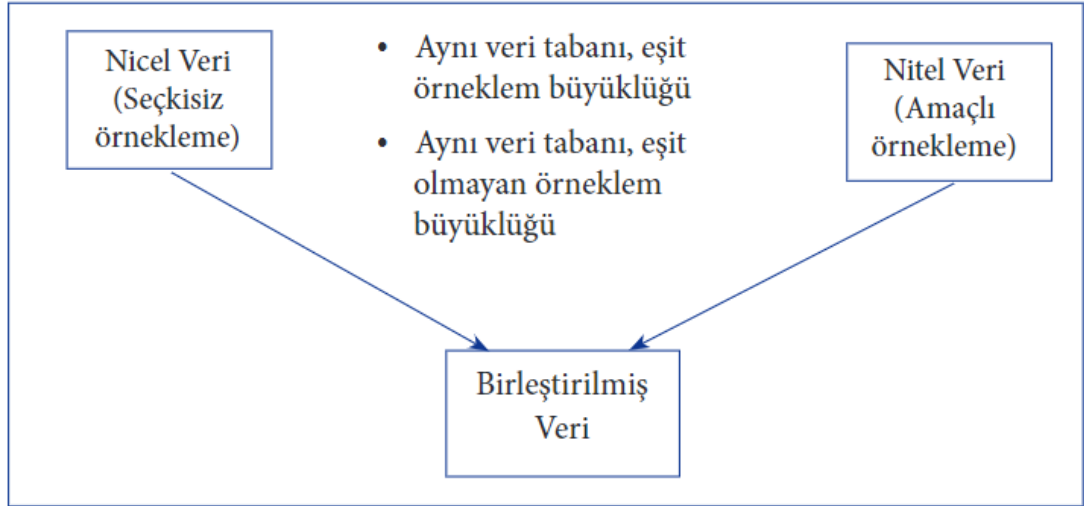 Nicel Veri
(Seçkisiz
örnekleme)
• Aynı veri tabanı, eşit
örneklem büyüklüğü
• Aynı veri tabanı, eşit
olmayan örneklem
büyüklüğü
Nitel Veri
(Amaçlı
örnekleme)
Birleştirilmiş
Veri